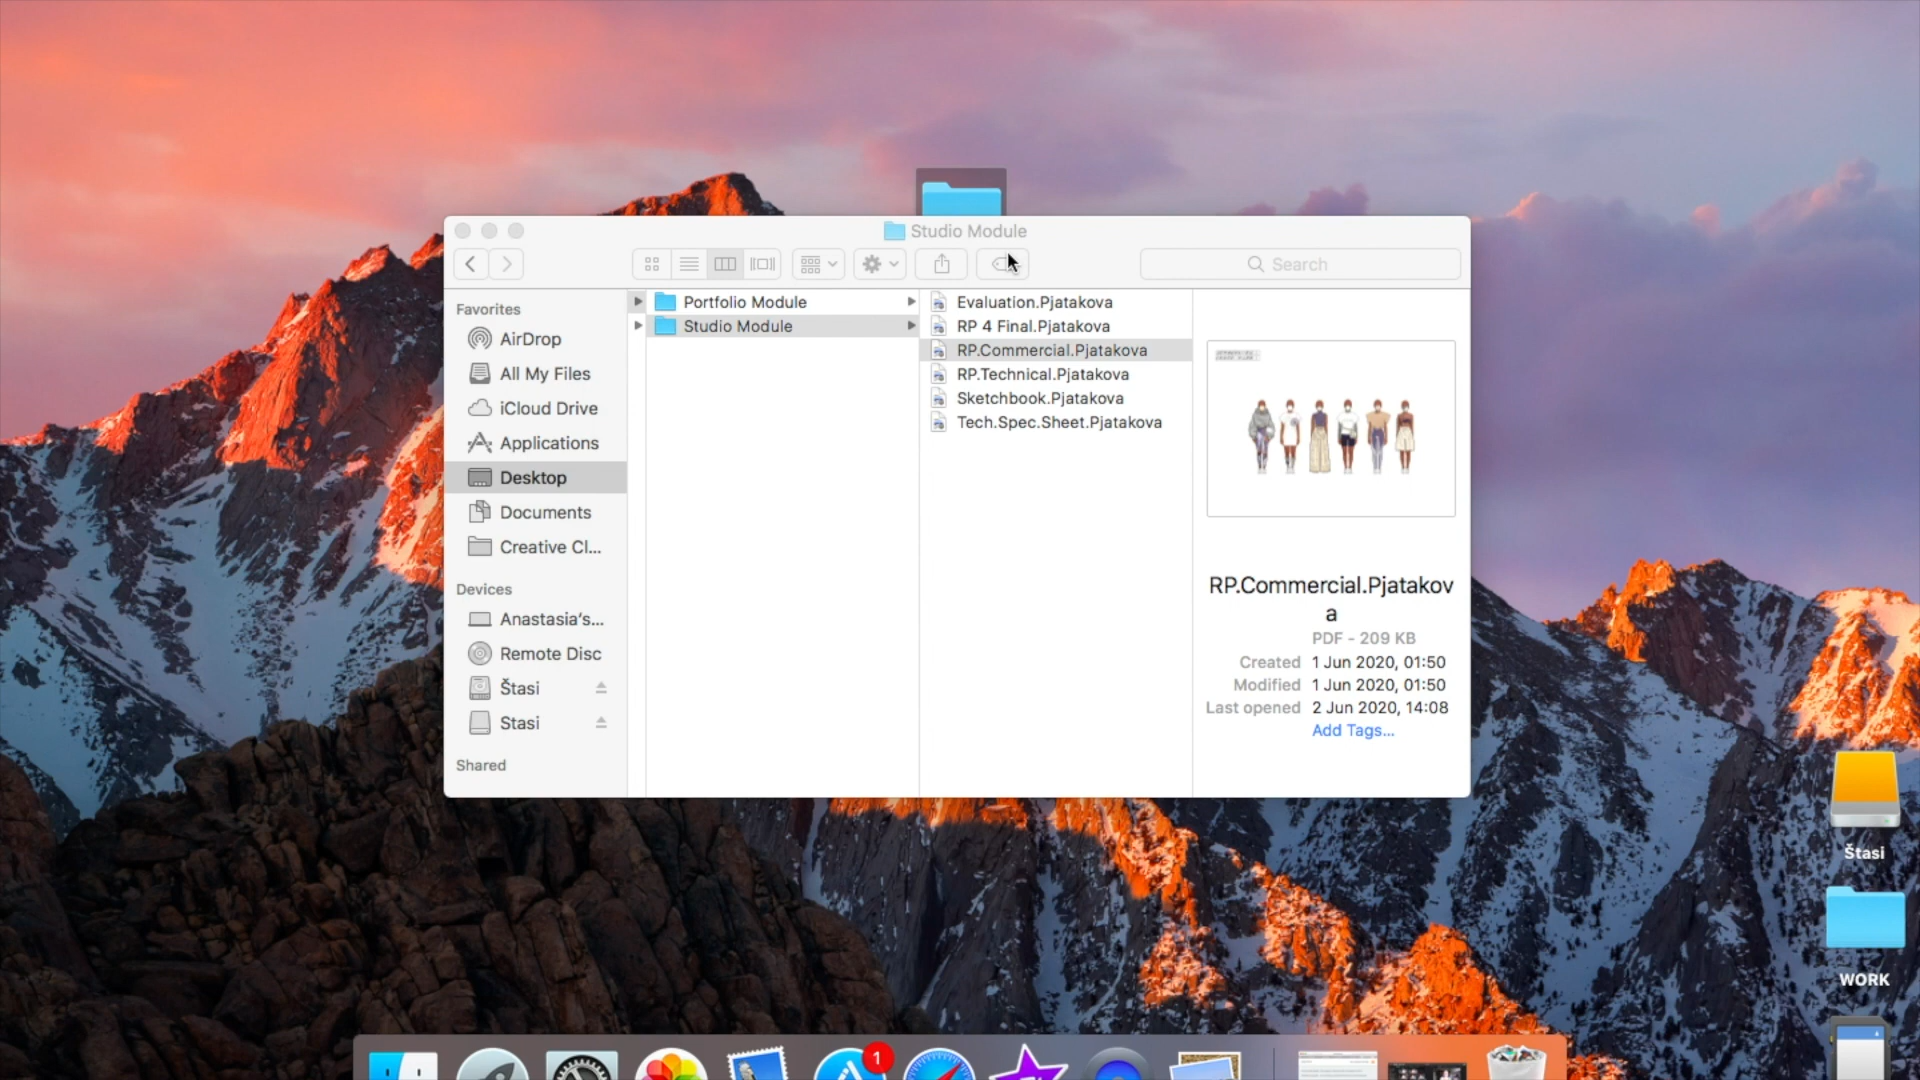 Studio Module
Search
Favorites
AirDrop
All My Files
iCloud Drive
Applications
Desktop
Documents
Creative Cl...
Devices
Anastasia's...
Remote Disc
Štasi
Stasi
Shared
Portfolio Module
Studio Module
Evaluation.Pjatakova
RP 4 Final.Pjatakova
RP.Commercial.Pjatakova
RP.Technical.Pjatakova
Sketchbook.Pjatakova
Tech.Spec.Sheet.Pjatakova
RP.Commercial.Pjatakov
a
PDF - 209 KB
Created 1 Jun 2020, 01:50
Modified 1 Jun 2020, 01:50
Last opened 2 Jun 2020, 14:08
Add Tags...
Štasi
WORK
1